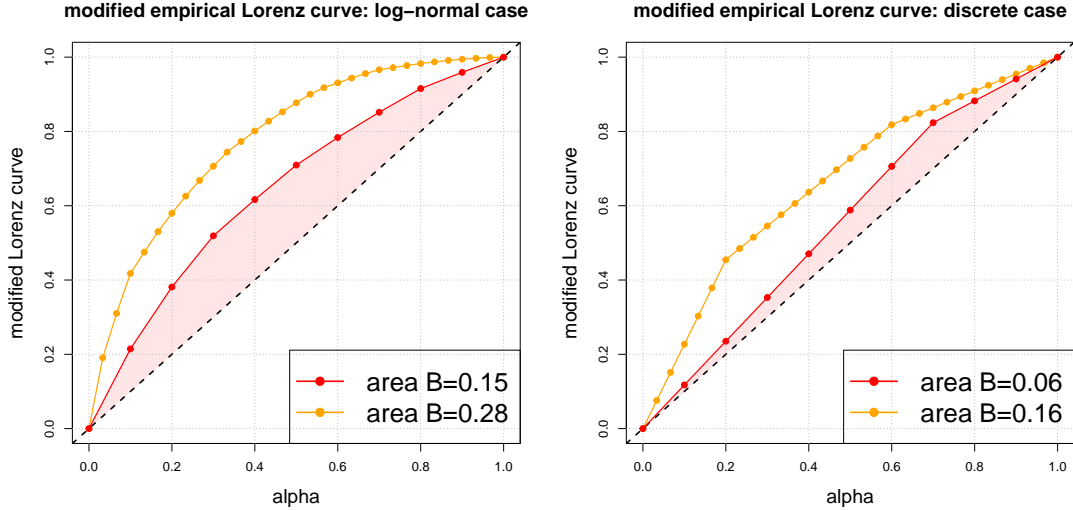 modified empirical Lorenz curve: log−normal case
modified Lorenz curve
1.0
0.8
0.6
0.4
0.2
0.0
area B=0.15
area B=0.28
0.0 0.2 0.4 0.6 0.8 1.0
alpha
modified empirical Lorenz curve: discrete case
modified Lorenz curve
1.0
0.8
0.6
0.4
0.2
0.0
area B=0.06
area B=0.16
0.0 0.2 0.4 0.6 0.8 1.0
alpha